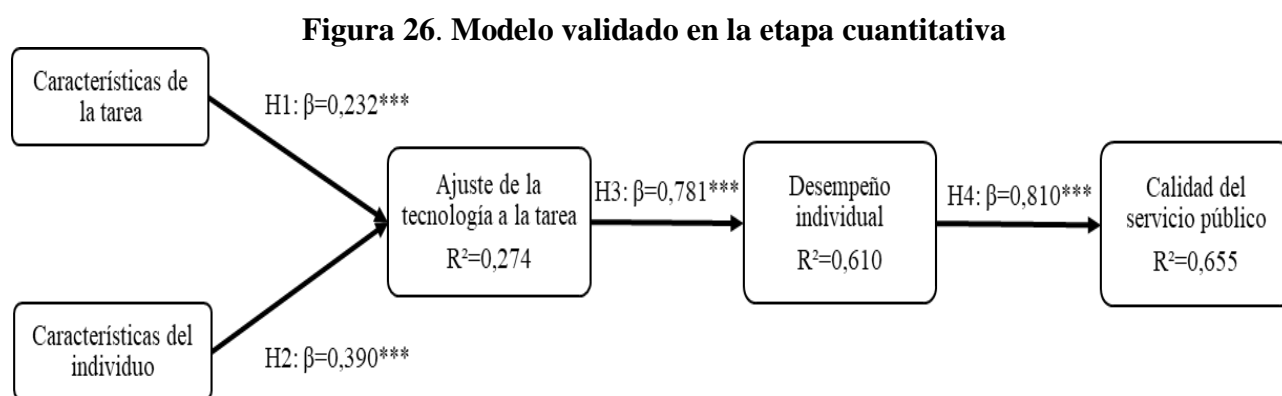 Figura 26. Modelo validado en la etapa cuantitativa
Características de
la tarea
H1: β=0,232***
Ajuste de la
tecnología a la tarea
R²=0,274
H3: β=0,781***
Desempeño
individual
R²=0,610
H4: β=0,810***
Calidad del
servicio público
R²=0,655
Características del
individuo
H2: β=0,390***